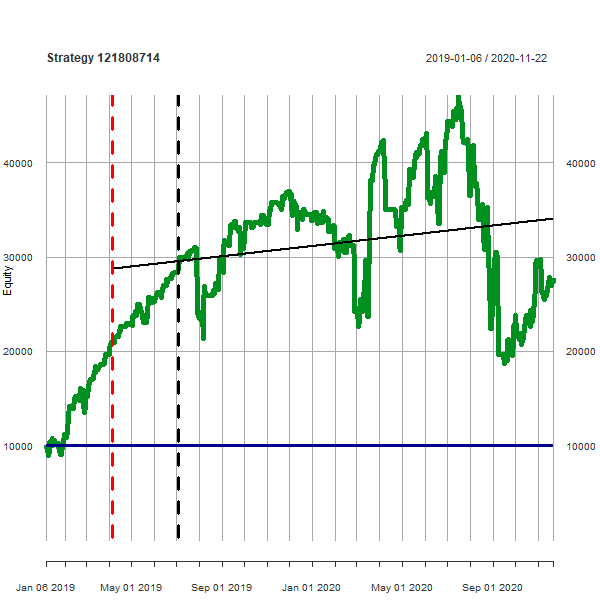 Strategy 121808714
2019-01-06 / 2020-11-22
40000 40000
30000 30000
Equity
20000 20000
10000 10000
Jan 06 2019 May 01 2019 Sep 01 2019 Jan 01 2020 May 01 2020 Sep 01 2020